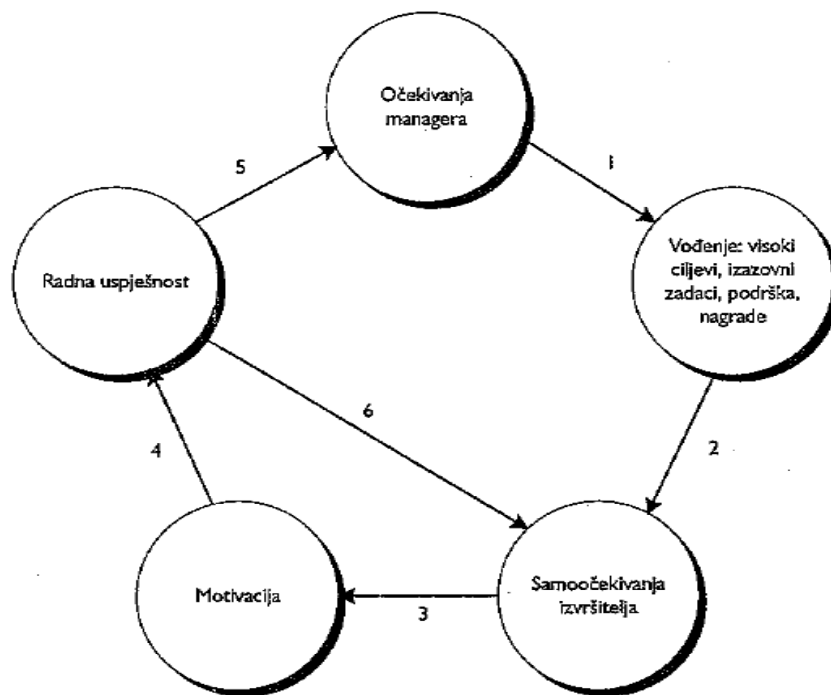 Očekivanja
managera
1
5
Vođenje: visoki
ciljevi, izazovni
zadaci, podrška,
nagrade
Radna uspješnost
6
2
4
Samoočekivanja
izvršitelja
Motivacija
3